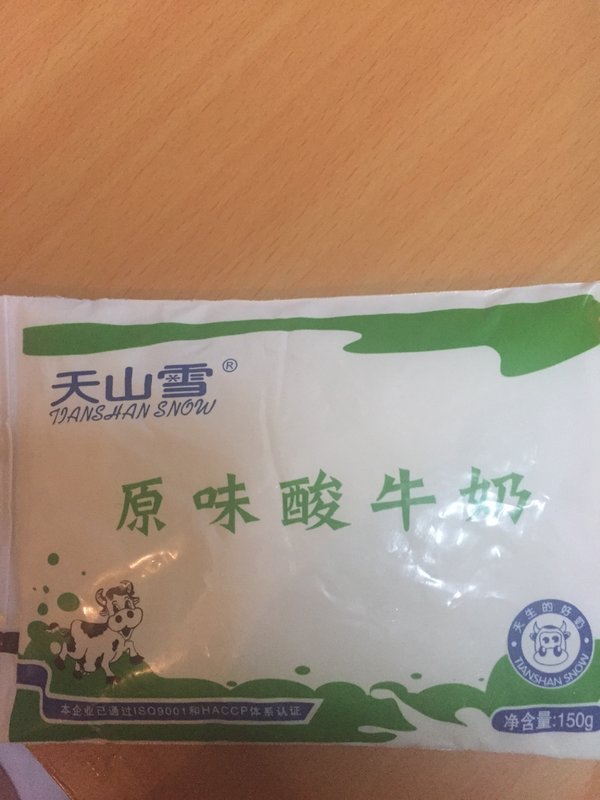 天山雪®
TIANSHAN SNOW
原味酸牛奶
天生的好奶
TIANSHAN SNOW
本企业已通过ISO9001和HACCP体系认证
净含量:150g